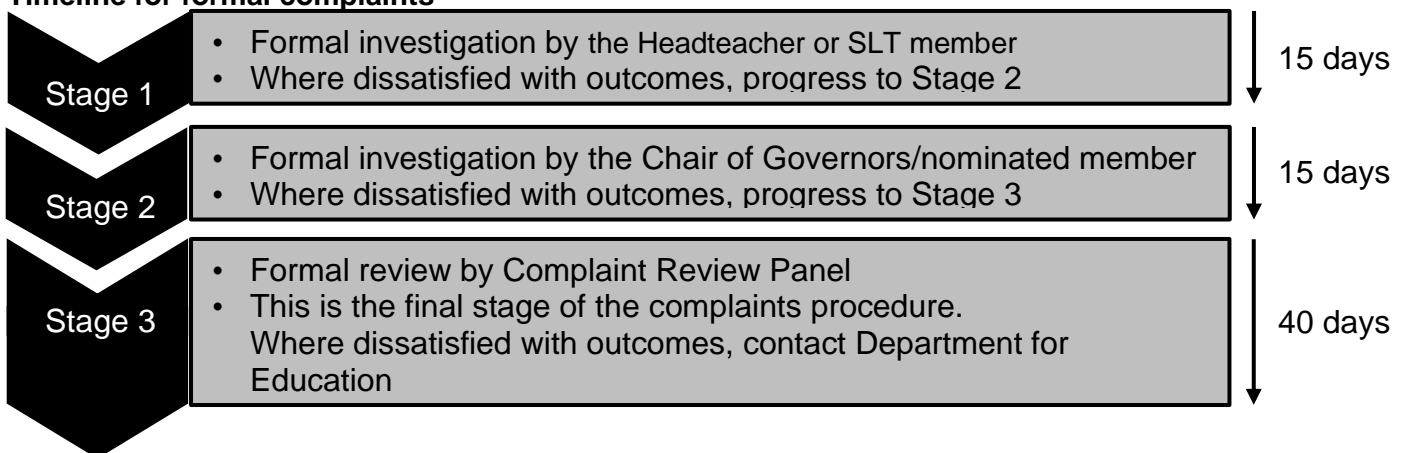 Timeline for formal complaints
Stage 1
• Formal investigation by the Headteacher or SLT member
• Where dissatisfied with outcomes, progress to Stage 2
15 days
Stage 2
• Formal investigation by the Chair of Governors/nominated member
• Where dissatisfied with outcomes, progress to Stage 3
15 days
Stage 3
• Formal review by Complaint Review Panel
• This is the final stage of the complaints procedure.
Where dissatisfied with outcomes, contact Department for
Education
40 days